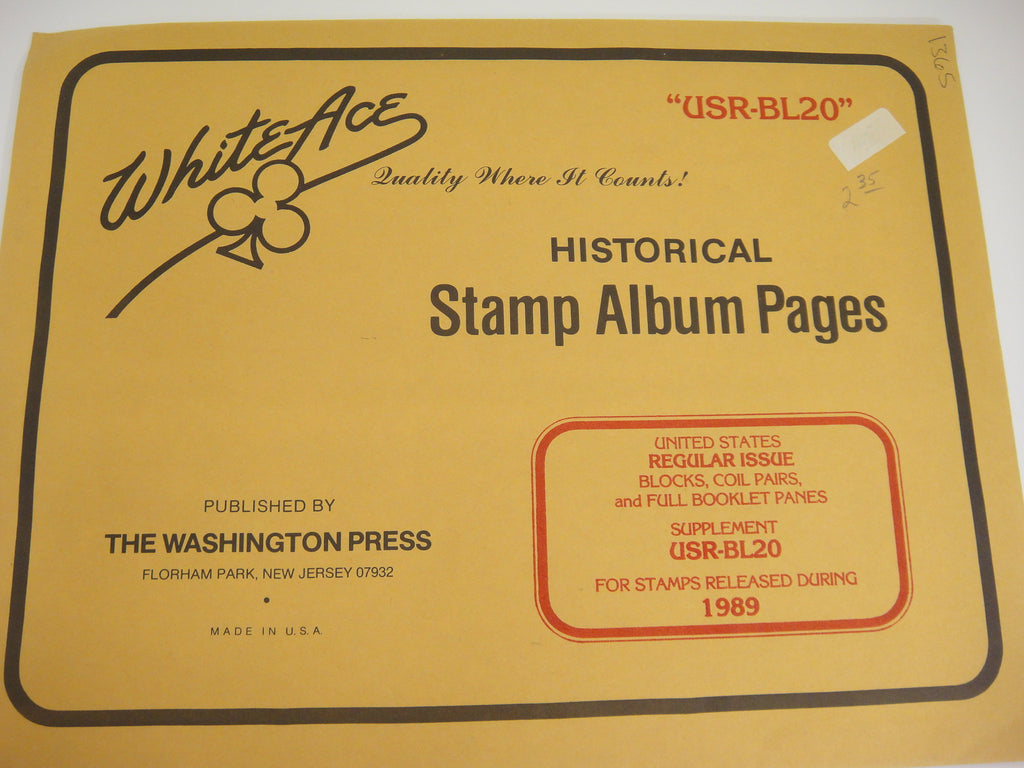 WhiteAce
Quality Where It Counts!
"USR-BL20"
1365
2 35
HISTORICAL
Stamp Album Pages
PUBLISHED BY
THE WASHINGTON PRESS
FLORHAM PARK, NEW JERSEY 07932
•
MADE IN U.S.A.
UNITED STATES
REGULAR ISSUE
BLOCKS, COIL PAIRS,
and FULL BOOKLET PANES
SUPPLEMENT
USR-BL20
FOR STAMPS RELEASED DURING
1989